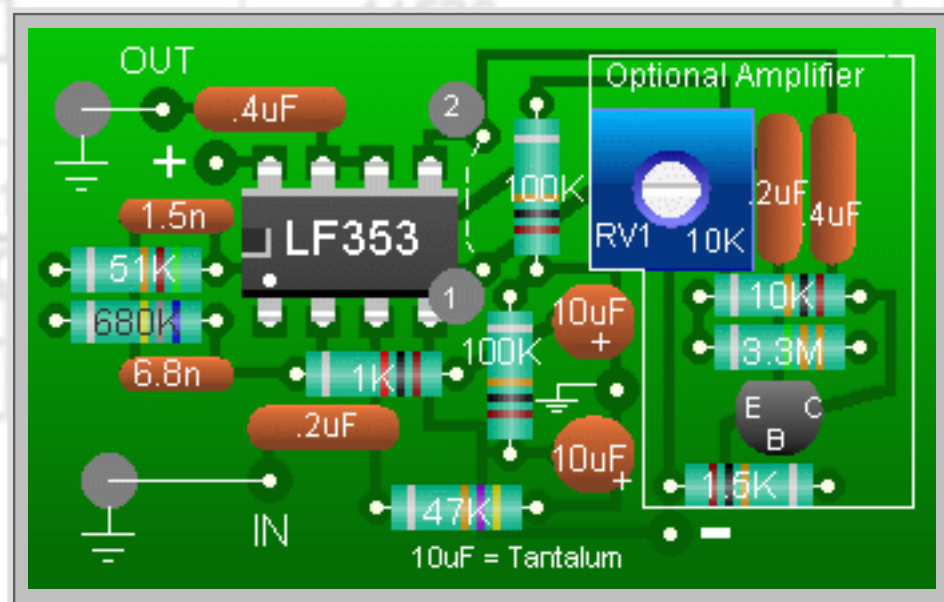 OUT
.4uF
2
Optional Amplifier
+
1.5n
100K
.2uF
.4uF
LF353
RV1 10K
51K
1
680K
10uF
+
10K
100K
3.3M
6.8n
1K
.2uF
E C
B
10uF
+
1.5K
47K
IN
-
10uF = Tantalum